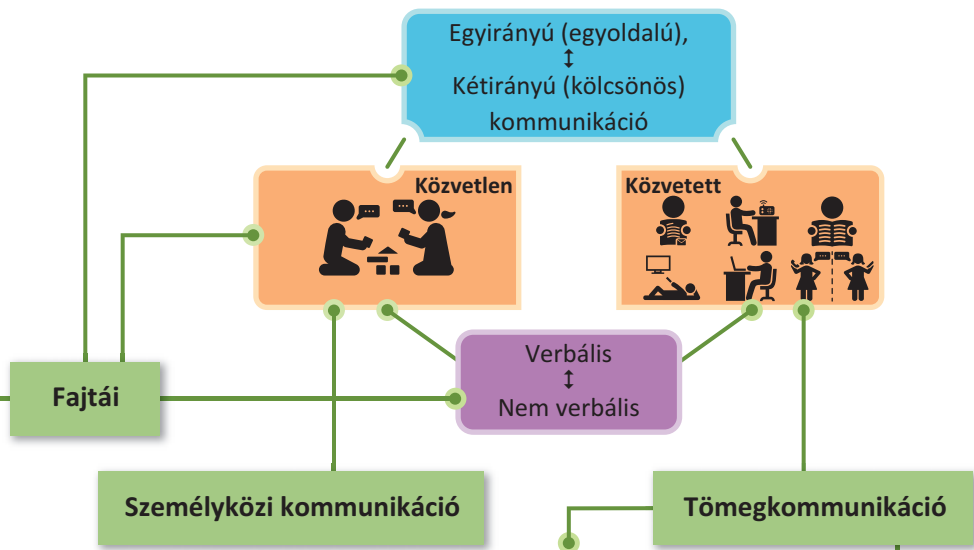 Egyirányú (egyoldalú),
↕
Kétirányú (kölcsönös)
kommunikáció
Közvetlen
Közvetett
Verbális
↕
Nem verbális
Fajtái
Személyközi kommunikáció
Tömegkommunikáció